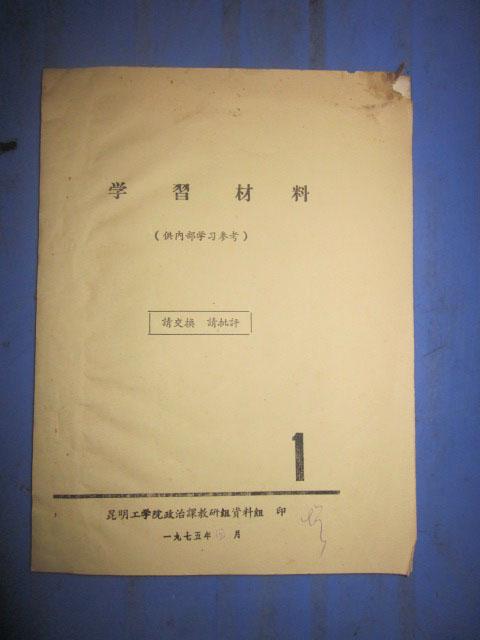 学習材料
(供内部学习参考)
請交換 請批評
1
昆明工学院政治課教研組資料組 印
一九七五年 月